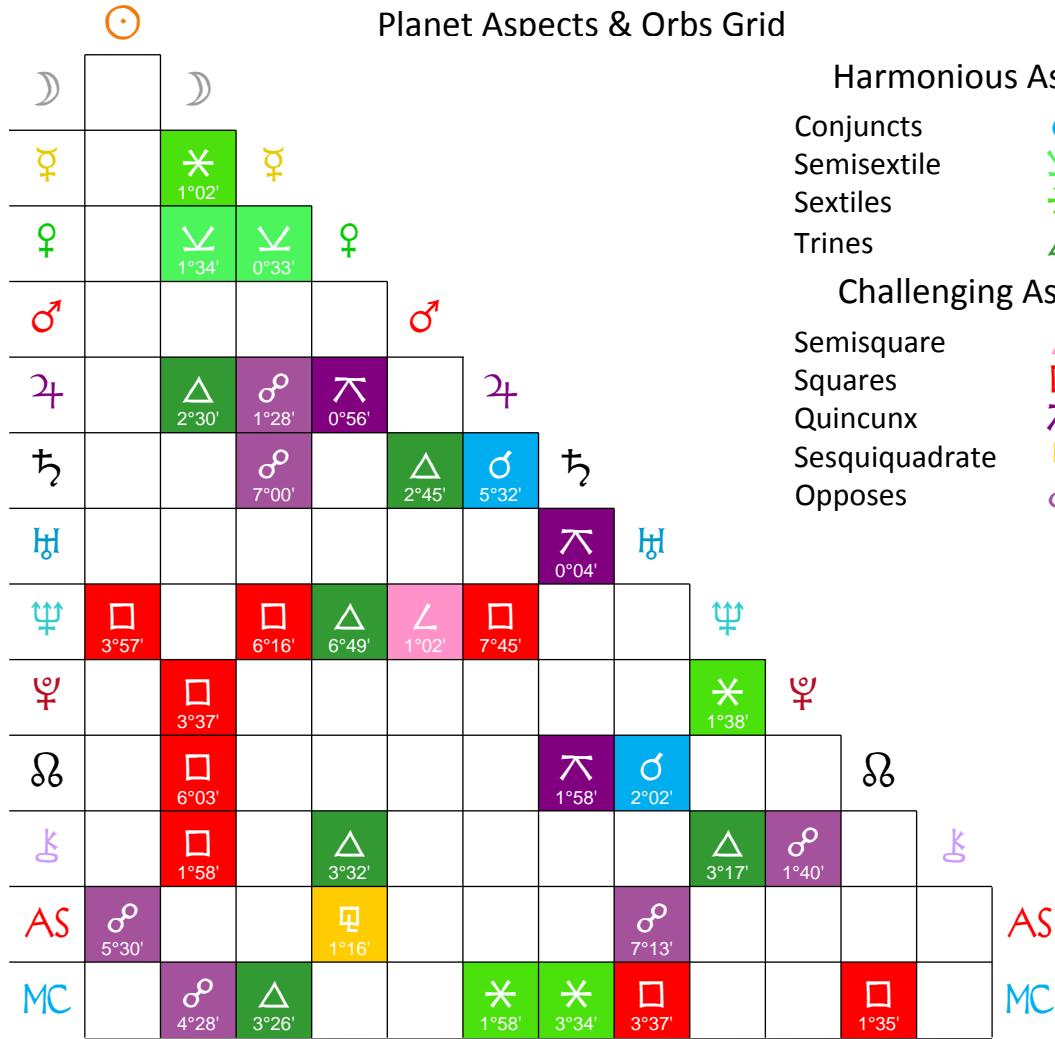 ☉ Planet Aspects & Orbs Grid
☽ ☽
Harmonious As
Conjuncts ☌
☿ ⚹ ☿
1°02'
Semisextile ⚺
Sextiles ⚹
♀ ⚺ ⚺ ♀
1°34' 0°33'
Trines △
♂ ♂
Challenging As
Semisquare ∠
♃ △ ☍ ⚻ ♃
2°30' 1°28' 0°56'
Squares □
Quincunx ⚻
♄ ☍ △ ☌ ♄
7°00' 2°45' 5°32'
Sesquiquadrate
Opposes ☍
♅ ⚻ ♅
0°04'
♆ □ □ △ ∠ □ ♆
3°57' 6°16' 6°49' 1°02' 7°45'
♇ □ ⚹ ♇
3°37' 1°38'
☊ □ ⚻ ☌ ☊
6°03' 1°58' 2°02'
⚷ □ △ △ ☍ ⚷
1°58' 3°32' 3°17' 1°40'
AS ☍ ⚼ ☍ AS
5°30' 1°16' 7°13'
MC ☍ △ ⚹ ⚹ □ □ MC
4°28' 3°26' 1°58' 3°34' 3°37' 1°35'